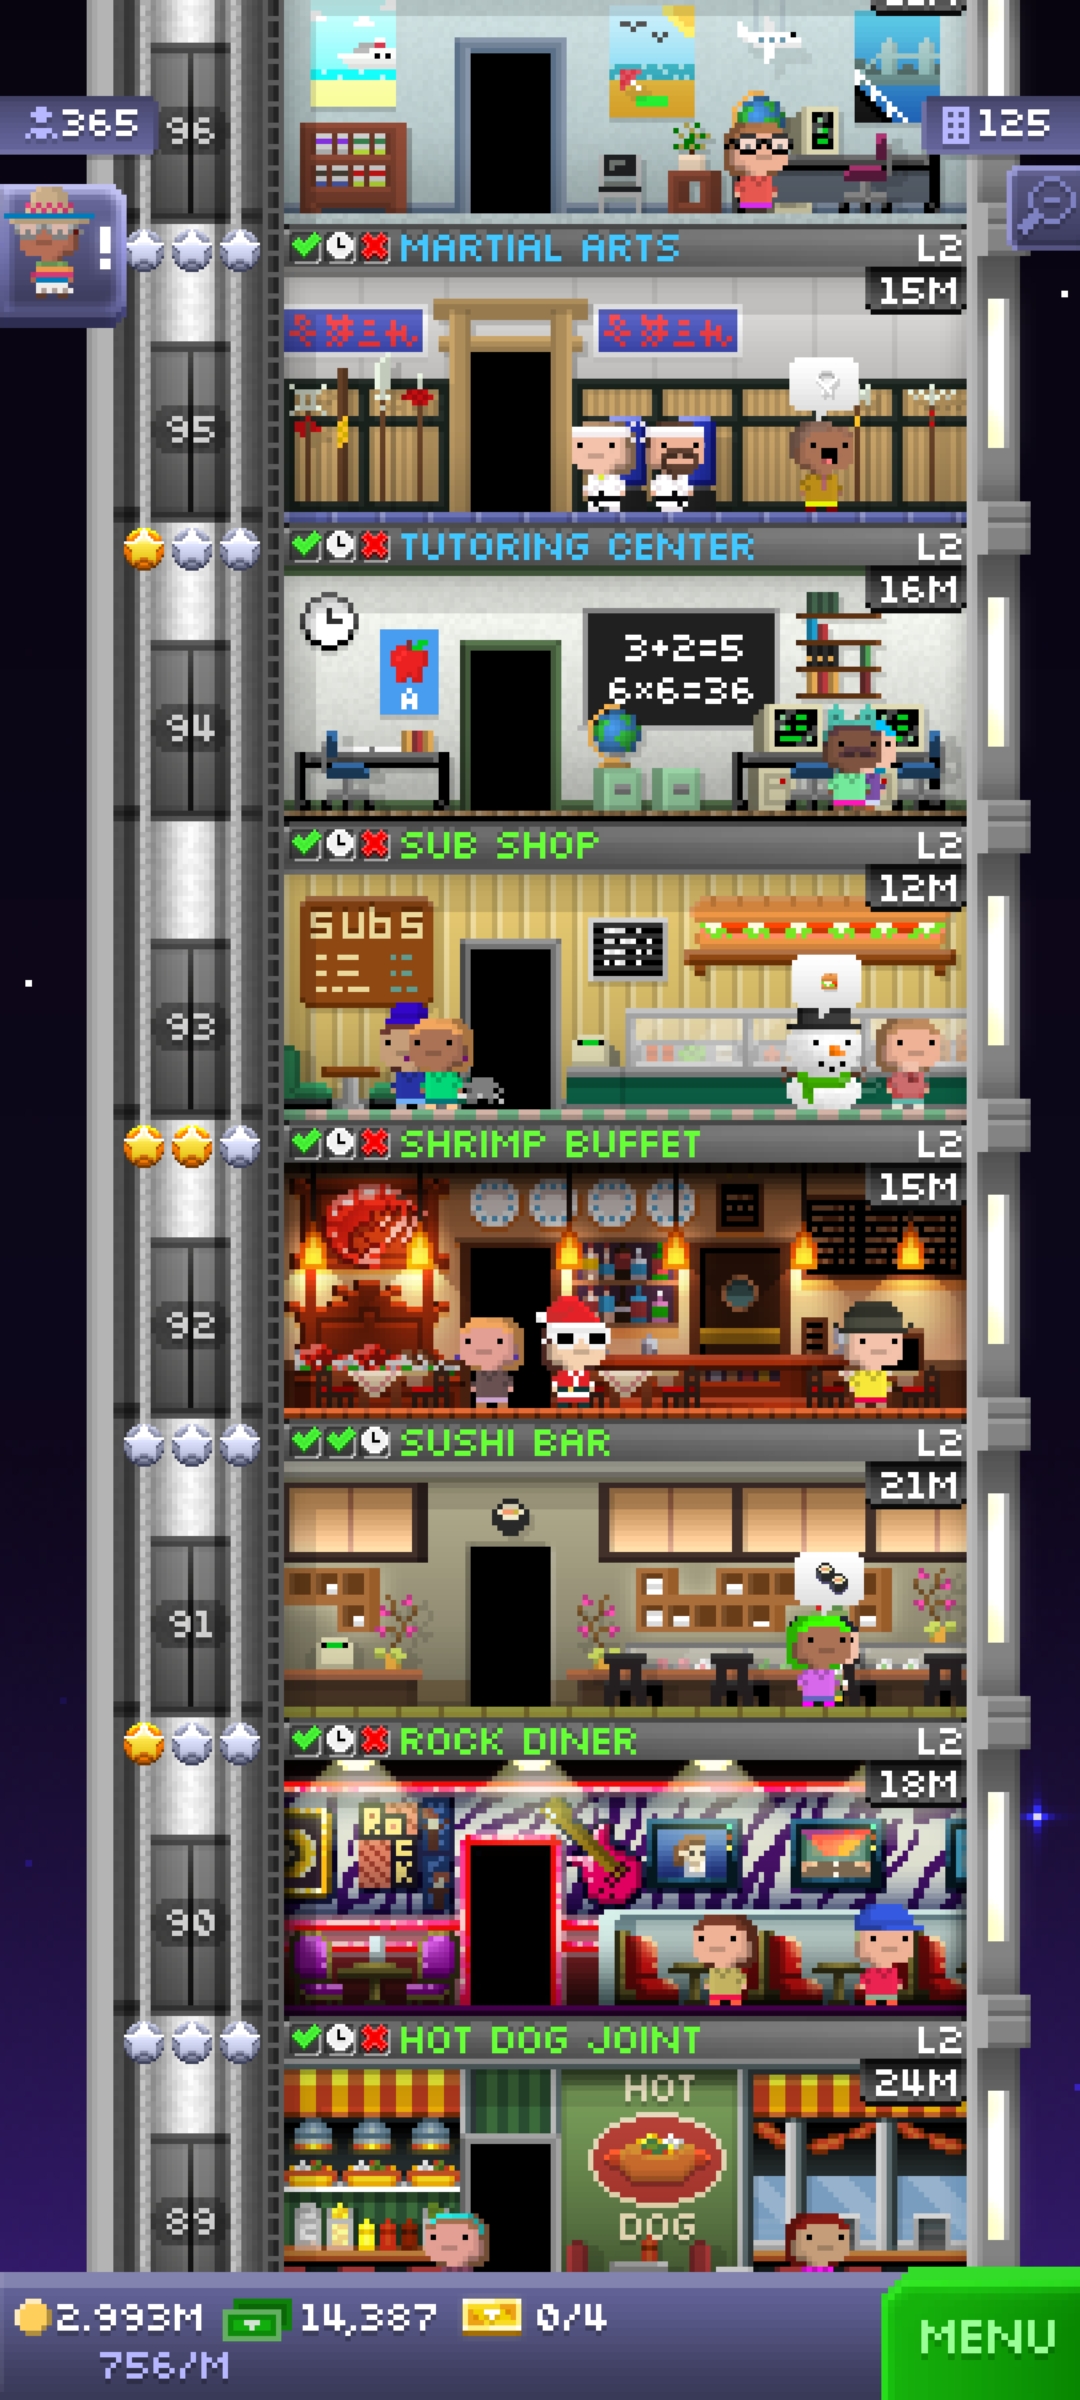 365
96
125
MARTIAL ARTS L2
15M
95
TUTORING CENTER L2
16M
3+2=5
6x6=36
A
94
SUB SHOP L2
12M
SUBS
93
SHRIMP BUFFET L2
15M
92
SUSHI BAR L2
21M
91
ROCK DINER L2
18M
ROCK
90
HOT DOG JOINT L2
24M
HOT
DOG
89
2.993M 14,387 0/4
756/M
MENU